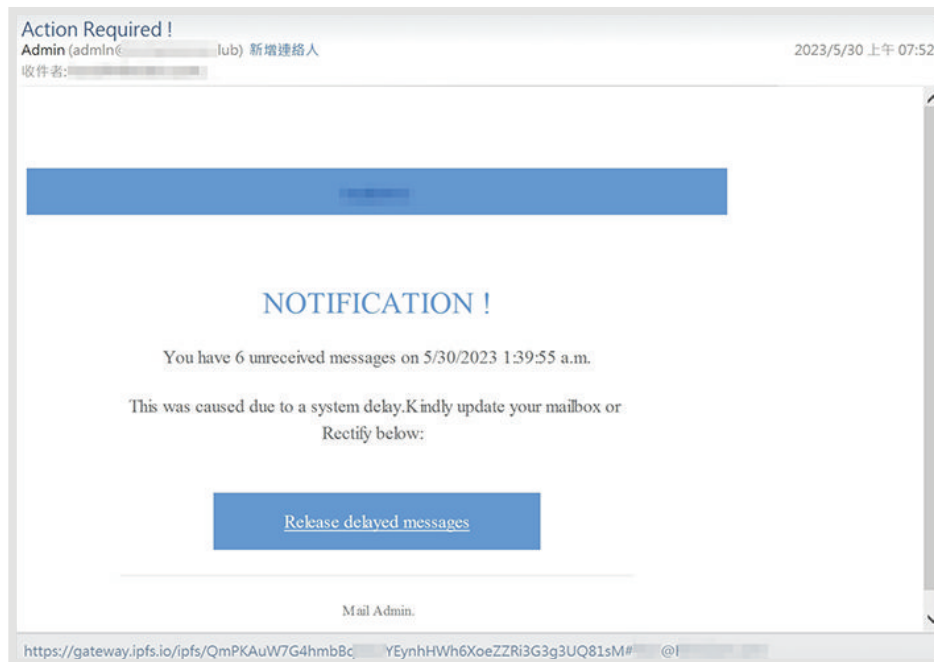 Action Required !
Admin (admln@ lub) 新增連絡人
2023/5/30 上午 07:52
收件者:
NOTIFICATION !
You have 6 unreceived messages on 5/30/2023 1:39:55 a.m.
This was caused due to a system delay.Kindly update your mailbox or
Rectify below:
Release delayed messages
Mail Admin.
https://gateway.ipfs.io/ipfs/QmPKAuW7G4hmbBc YEynhHWh6XoeZZRi3G3g3UQ81sM# @